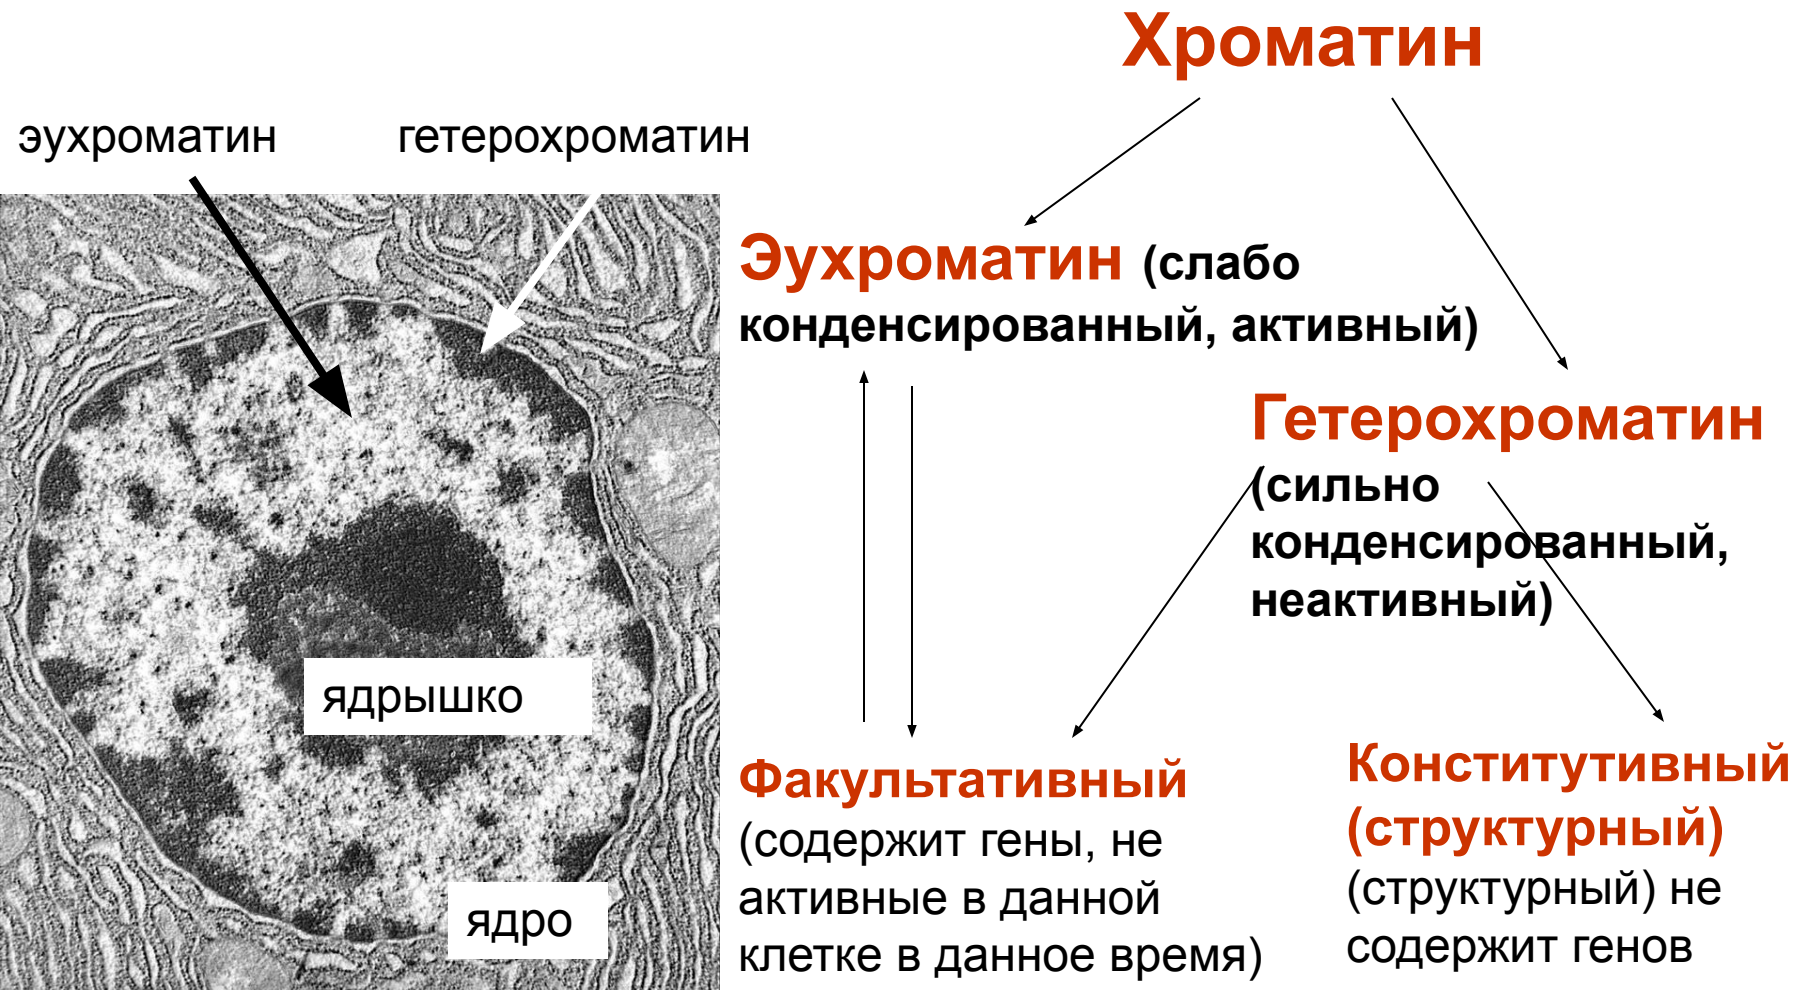 Хроматин
эухроматин
гетерохроматин
Эухроматин (слабо
конденсированный, активный)
Гетерохроматин
(сильно
конденсированный,
неактивный)
ядрышко
ядро
Факультативный
(содержит гены, не
активные в данной
клетке в данное время)
Конститутивный
(структурный)
(структурный) не
содержит генов